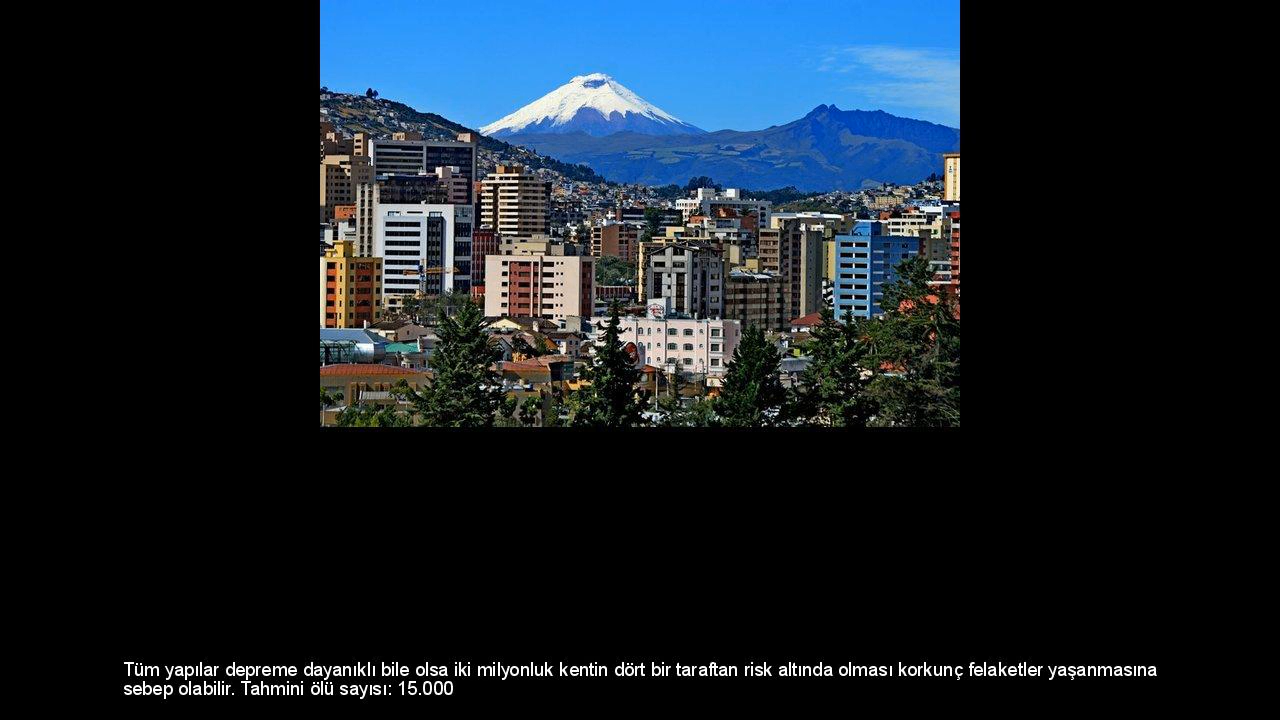 Tüm yapılar depreme dayanıklı bile olsa iki milyonluk kentin dört bir taraftan risk altında olması korkunç felaketler yaşanmasına
sebep olabilir. Tahmini ölü sayısı: 15.000